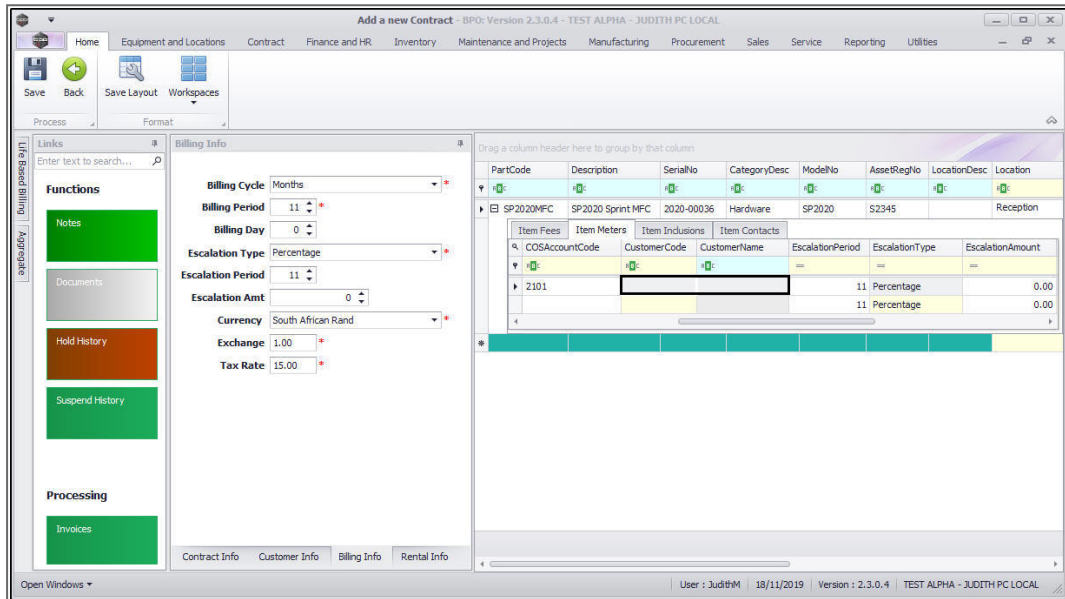 Add a new Contract - BPO: Version 2.3.0.4 - TEST ALPHA - JUDITH PC LOCAL
Home Equipment and Locations Contract Finance and HR Inventory Maintenance and Projects Manufacturing Procurement Sales Service Reporting Utilities
Save Back Save Layout Workspaces
Process Format
Life Based Billing
Aggregate
Links
Enter text to search...
Functions
Notes
Documents
Hold History
Suspend History
Processing
Invoices
Billing Info
Billing Cycle Months *
Billing Period 11 *
Billing Day 0
Escalation Type Percentage *
Escalation Period 11
Escalation Amt 0
Currency South African Rand *
Exchange 1.00 *
Tax Rate 15.00 *
Contract Info Customer Info Billing Info Rental Info
Drag a column header here to group by that column
PartCode Description SerialNo CategoryDesc ModelNo AssetRegNo LocationDesc Location
SP2020MFC SP2020 Sprint MFC 2020-00036 Hardware SP2020 S2345 Reception
Item Fees Item Meters Item Inclusions Item Contacts
COSAccountCode CustomerCode CustomerName EscalationPeriod EscalationType EscalationAmount
= = =
2101 11 Percentage 0.00
11 Percentage 0.00
Open Windows User : JudithM 18/11/2019 Version : 2.3.0.4 TEST ALPHA - JUDITH PC LOCAL